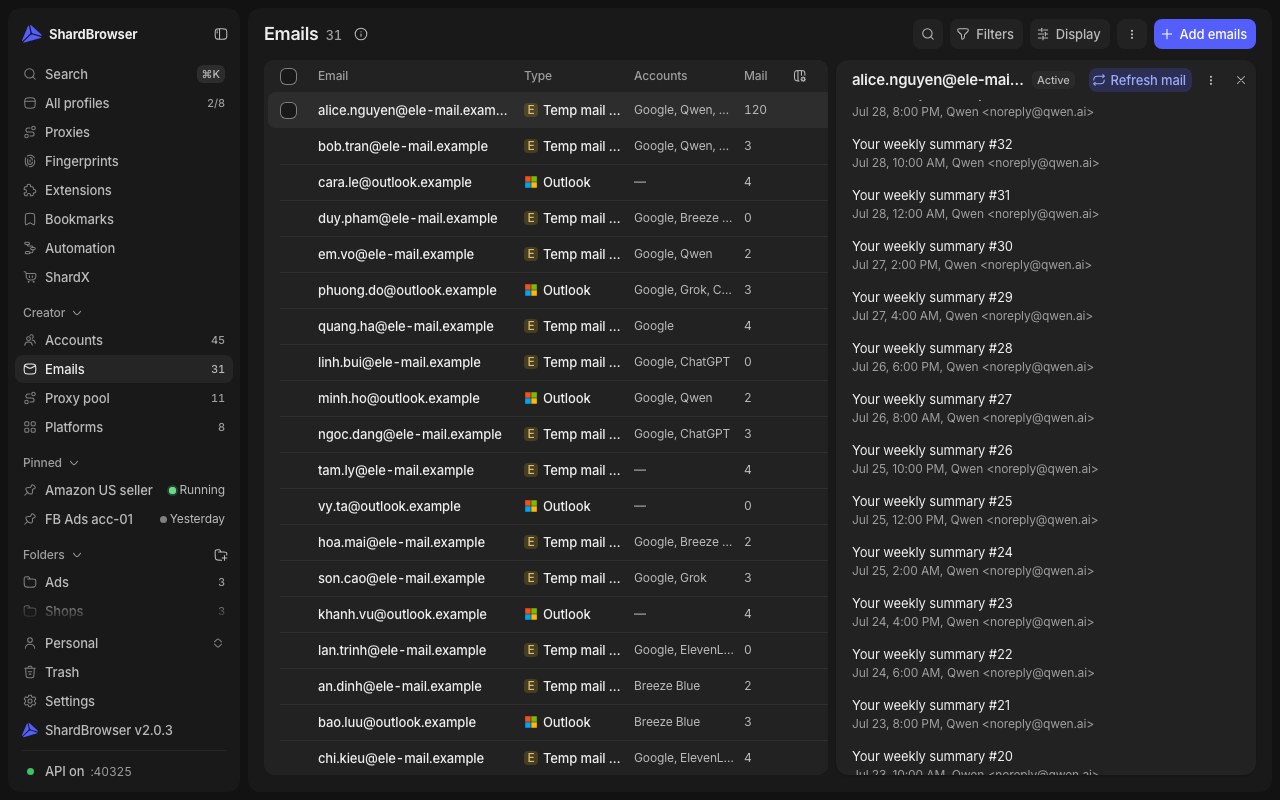 ShardBrowser
Search ⌘K
All profiles 2/8
Proxies
Fingerprints
Extensions
Bookmarks
Automation
ShardX
Creator
Accounts 45
Emails 31
Proxy pool 11
Platforms 8
Pinned
Amazon US seller Running
FB Ads acc-01 Yesterday
Folders
Ads 3
Shops 3
Personal
Trash
Settings
ShardBrowser v2.0.3
API on :40325
Emails 31
Filters
Display
Add emails
Email Type Accounts Mail
alice.nguyen@ele-mail.exam... E Temp mail ... Google, Qwen, ... 120
bob.tran@ele-mail.example E Temp mail ... Google, Qwen, ... 3
cara.le@outlook.example Outlook — 4
duy.pham@ele-mail.example E Temp mail ... Google, Breeze ... 0
em.vo@ele-mail.example E Temp mail ... Google, Qwen 2
phuong.do@outlook.example Outlook Google, Grok, C... 3
quang.ha@ele-mail.example E Temp mail ... Google 4
linh.bui@ele-mail.example E Temp mail ... Google, ChatGPT 0
minh.ho@outlook.example Outlook Google, Qwen 2
ngoc.dang@ele-mail.example E Temp mail ... Google, ChatGPT 3
tam.ly@ele-mail.example E Temp mail ... — 4
vy.ta@outlook.example Outlook — 0
hoa.mai@ele-mail.example E Temp mail ... Google, Breeze ... 2
son.cao@ele-mail.example E Temp mail ... Google, Grok 3
khanh.vu@outlook.example Outlook — 4
lan.trinh@ele-mail.example E Temp mail ... Google, ElevenL... 0
an.dinh@ele-mail.example E Temp mail ... Breeze Blue 2
bao.luu@outlook.example Outlook Breeze Blue 3
chi.kieu@ele-mail.example E Temp mail ... Google, ElevenL... 4
alice.nguyen@ele-mai... Active Refresh mail
Jul 28, 8:00 PM, Qwen <noreply@qwen.ai>
Your weekly summary #32
Jul 28, 10:00 AM, Qwen <noreply@qwen.ai>
Your weekly summary #31
Jul 28, 12:00 AM, Qwen <noreply@qwen.ai>
Your weekly summary #30
Jul 27, 2:00 PM, Qwen <noreply@qwen.ai>
Your weekly summary #29
Jul 27, 4:00 AM, Qwen <noreply@qwen.ai>
Your weekly summary #28
Jul 26, 6:00 PM, Qwen <noreply@qwen.ai>
Your weekly summary #27
Jul 26, 8:00 AM, Qwen <noreply@qwen.ai>
Your weekly summary #26
Jul 25, 10:00 PM, Qwen <noreply@qwen.ai>
Your weekly summary #25
Jul 25, 12:00 PM, Qwen <noreply@qwen.ai>
Your weekly summary #24
Jul 25, 2:00 AM, Qwen <noreply@qwen.ai>
Your weekly summary #23
Jul 24, 4:00 PM, Qwen <noreply@qwen.ai>
Your weekly summary #22
Jul 24, 6:00 AM, Qwen <noreply@qwen.ai>
Your weekly summary #21
Jul 23, 8:00 PM, Qwen <noreply@qwen.ai>
Your weekly summary #20
Jul 23, 10:00 AM, Qwen <noreply@qwen.ai>